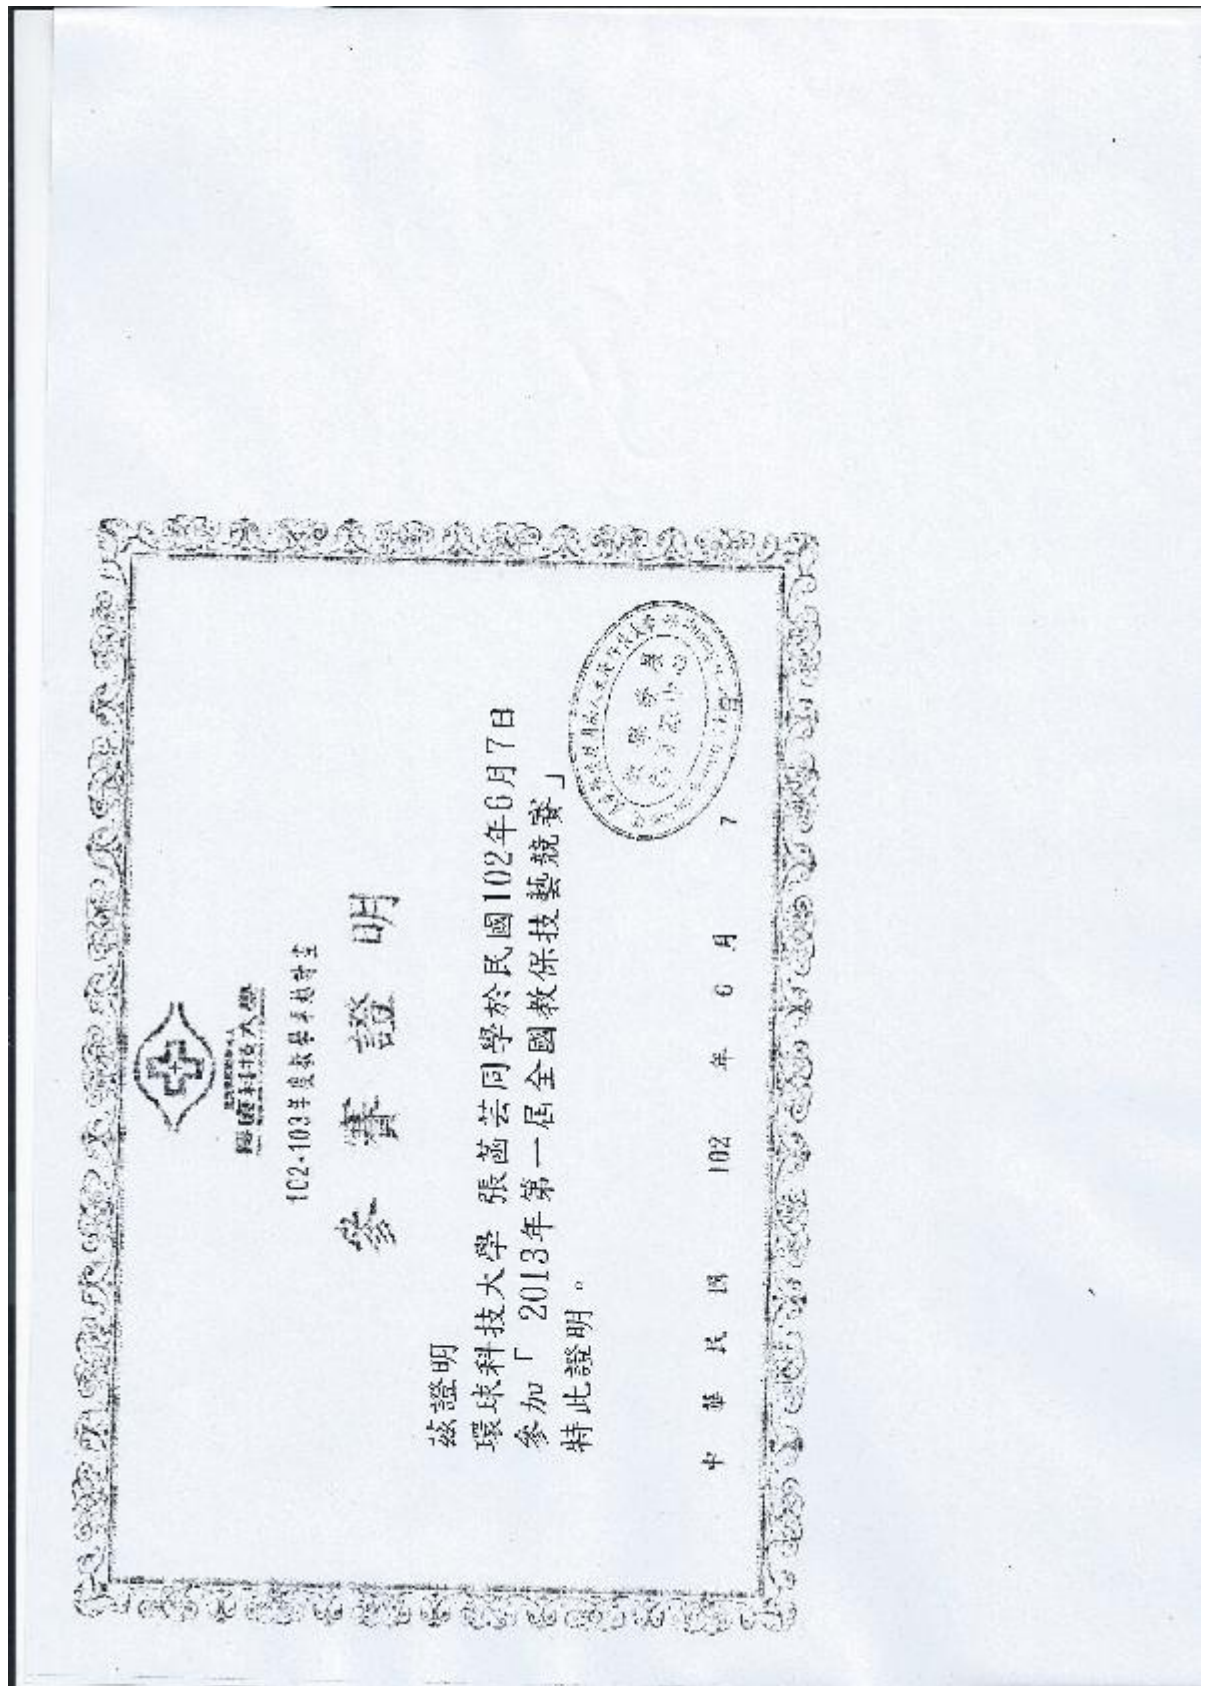 102-103年度教學卓越計畫
參賽證明
茲證明
環球科技大學 張菡芸同學於民國102年6月7日
參加「2013年第一屆全國教保技藝競賽」
特此證明。
中華民國 102 年 6 月 7 日